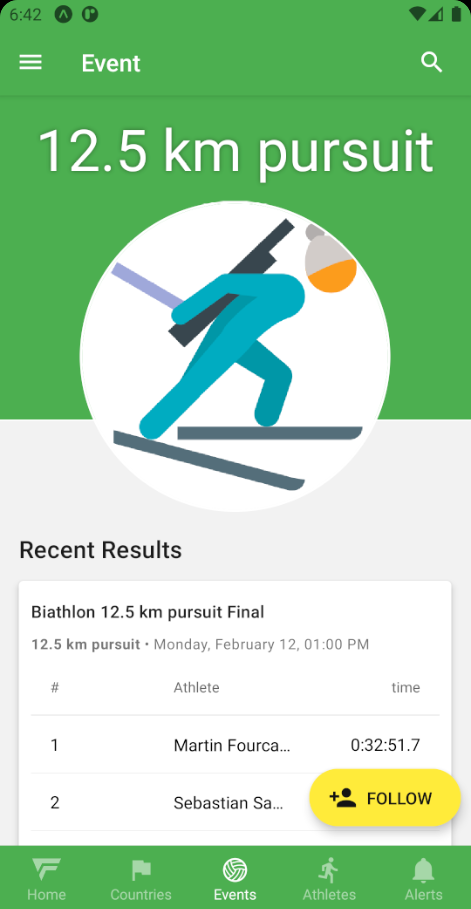 6:42
Event
12.5 km pursuit
Recent Results
Biathlon 12.5 km pursuit Final
12.5 km pursuit • Monday, February 12, 01:00 PM
# Athlete time
1 Martin Fourca... 0:32:51.7
2 Sebastian Sa...
FOLLOW
Home Countries Events Athletes Alerts